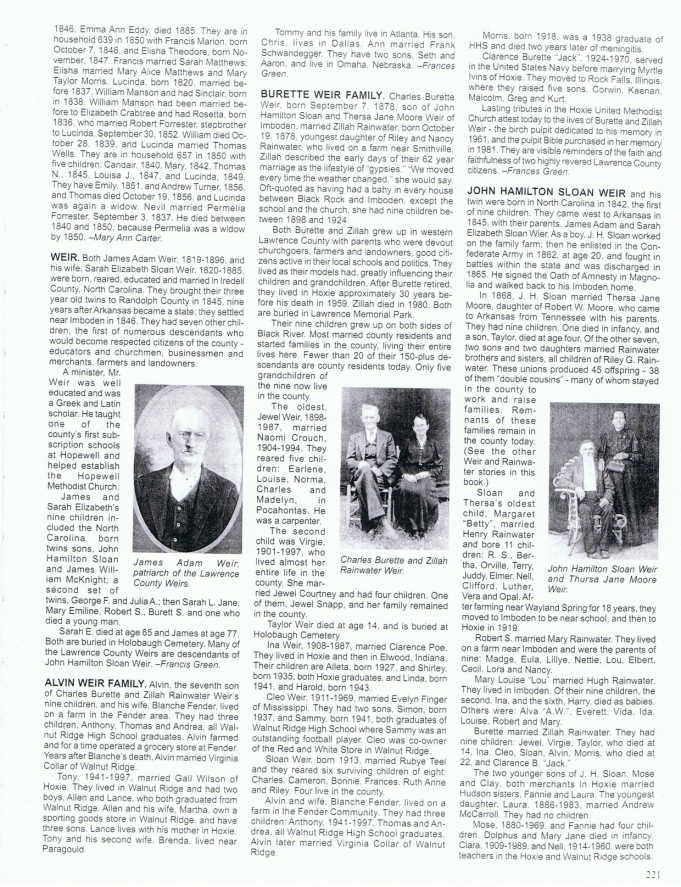 1846, Emma Ann Eddy, died 1885. They are in
household 639 in 1850 with Francis Marion, born
October 7, 1846, and Elisha Theodore, born No-
vember, 1847. Francis married Sarah Matthews;
Elisha married Mary Alice Matthews and Mary
Taylor Morris. Lucinda, born 1820, married be-
fore 1837, William Manson and had Sinclair, born
in 1838. William Manson had been married be-
fore to Elizabeth Crabtree and had Rosetta, born
1836, who married Robert Forrester, stepbrother
to Lucinda, September 30, 1852. William died Oc-
tober 28, 1839, and Lucinda married Thomas
Wells. They are in household 657 in 1850 with
five children: Candair, 1840, Mary, 1842, Thomas
N., 1845, Louisa J., 1847, and Lucinda, 1849.
They have Emily, 1851, and Andrew Turner, 1856,
and Thomas died October 19, 1856, and Lucinda
was again a widow. Nevil married Permelia
Forrester, September 3, 1837. He died between
1840 and 1850, because Permelia was a widow
by 1850. –Mary Ann Carter.
WEIR. Both James Adam Weir, 1819-1896, and
his wife, Sarah Elizabeth Sloan Weir, 1820-1885,
were born, reared, educated and married in Iredell
County, North Carolina. They brought their three
year old twins to Randolph County in 1845, nine
years after Arkansas became a state; they settled
near Imboden in 1846. They had seven other chil-
dren, the first of numerous descendants who
would become respected citizens of the county -
educators and churchmen, businessmen and
merchants, farmers and landowners.
A minister, Mr.
Weir was well
educated and was
a Greek and Latin
scholar. He taught
one of the
county's first sub-
scription schools
at Hopewell and
helped establish
the Hopewell
Methodist Church.
James and
Sarah Elizabeth's
nine children in-
cluded the North
Carolina born
twins sons, John
Hamilton Sloan
and James Will-
iam McKnight; a
second set of
twins, George F. and Julia A.; then Sarah L. Jane,
Mary Emiline, Robert S., Burett S. and one who
died a young man.
Sarah E. died at age 65 and James at age 77.
Both are buried in Holobaugh Cemetery. Many of
the Lawrence County Weirs are descendants of
John Hamilton Sloan Weir. –Francis Green.
James Adam Weir,
patriarch of the Lawrence
County Weirs.
ALVIN WEIR FAMILY. Alvin, the seventh son
of Charles Burette and Zillah Rainwater Weir's
nine children, and his wife, Blanche Fender, lived
on a farm in the Fender area. They had three
children, Anthony, Thomas and Andrea, all Wal-
nut Ridge High School graduates. Alvin farmed
and for a time operated a grocery store at Fender.
Years after Blanche's death, Alvin married Virginia
Collar of Walnut Ridge.
Tony, 1941-1997, married Gail Wilson of
Hoxie. They lived in Walnut Ridge and had two
boys, Allen and Lance, who both graduated from
Walnut Ridge. Allen and his wife, Martha, own a
sporting goods store in Walnut Ridge, and have
three sons. Lance lives with his mother in Hoxie.
Tony and his second wife, Brenda, lived near
Paragould.
Tommy and his family live in Atlanta. His son,
Chris, lives in Dallas. Ann married Frank
Schwandegger. They have two sons, Seth and
Aaron, and live in Omaha, Nebraska. –Frances
Green.
BURETTE WEIR FAMILY. Charles Burette
Weir, born September 7, 1878, son of John
Hamilton Sloan and Thersa Jane Moore Weir of
Imboden, married Zillah Rainwater, born October
19, 1878, youngest daughter of Riley and Nancy
Rainwater, who lived on a farm near Smithville.
Zillah described the early days of their 62 year
marriage as the lifestyle of "gypsies." "We moved
every time the weather changed," she would say.
Oft-quoted as having had a baby in every house
between Black Rock and Imboden, except the
school and the church, she had nine children be-
tween 1898 and 1924.
Both Burette and Zillah grew up in western
Lawrence County with parents who were devout
churchgoers, farmers and landowners, good citi-
zens active in their local schools and politics. They
lived as their models had, greatly influencing their
children and grandchildren. After Burette retired,
they lived in Hoxie approximately 30 years be-
fore his death in 1959. Zillah died in 1980. Both
are buried in Lawrence Memorial Park.
Their nine children grew up on both sides of
Black River. Most married county residents and
started families in the county, living their entire
lives here. Fewer than 20 of their 150-plus de-
scendants are county residents today. Only five
grandchildren of
the nine now live
in the county.
The oldest,
Jewel Weir, 1898-
1987, married
Naomi Crouch,
1904-1994. They
reared five chil-
dren: Earlene,
Louise, Norma,
Charles and
Madelyn, in
Pocahontas. He
was a carpenter.
The second
child was Virgie,
1901-1997, who
lived almost her
entire life in the
county. She mar-
ried Jewel Courtney and had four children. One
of them, Jewel Snapp, and her family remained
in the county.
Charles Burette and Zillah
Rainwater Weir.
Taylor Weir died at age 14, and is buried at
Holobaugh Cemetery.
Ina Weir, 1908-1987, married Clarence Poe.
They lived in Hoxie and then in Elwood, Indiana.
Their children are Alleta, born 1927, and Shirley,
born 1935, both Hoxie graduates, and Linda, born
1941, and Harold, born 1943.
Cleo Weir, 1911-1969, married Evelyn Finger
of Mississippi. They had two sons, Simon, born
1937, and Sammy, born 1941, both graduates of
Walnut Ridge High School where Sammy was an
outstanding football player. Cleo was co-owner
of the Red and White Store in Walnut Ridge.
Sloan Weir, born 1913, married Rubye Teel
and they reared six surviving children of eight:
Charles, Cameron, Bonnie, Frances, Ruth Anne
and Riley. Four live in the county.
Alvin and wife, Blanche Fender, lived on a
farm in the Fender Community. They had three
children: Anthony, 1941-1997, Thomas and An-
drea, all Walnut Ridge High School graduates.
Alvin later married Virginia Collar of Walnut
Ridge.
Morris, born 1918, was a 1938 graduate of
HHS and died two years later of meningitis.
Clarence Burette "Jack", 1924-1970, served
in the United States Navy before marrying Myrtle
Ivins of Hoxie. They moved to Rock Falls, Illinois,
where they raised five sons, Corwin, Keenan,
Malcolm, Greg and Kurt.
Lasting tributes in the Hoxie United Methodist
Church attest today to the lives of Burette and Zillah
Weir - the birch pulpit dedicated to his memory in
1961, and the pulpit Bible purchased in her memory
in 1981. They are visible reminders of the faith and
faithfulness of two highly revered Lawrence County
citizens. –Frances Green.
JOHN HAMILTON SLOAN WEIR and his
twin were born in North Carolina in 1842, the first
of nine children. They came west to Arkansas in
1845, with their parents, James Adam and Sarah
Elizabeth Sloan Wier. As a boy, J. H. Sloan worked
on the family farm; then he enlisted in the Con-
federate Army in 1862, at age 20, and fought in
battles within the state and was discharged in
1865. He signed the Oath of Amnesty in Magno-
lia and walked back to his Imboden home.
In 1868, J. H. Sloan married Thersa Jane
Moore, daughter of Robert W. Moore, who came
to Arkansas from Tennessee with his parents.
They had nine children. One died in infancy, and
a son, Taylor, died at age four. Of the other seven,
two sons and two daughters married Rainwater
brothers and sisters, all children of Riley G. Rain-
water. These unions produced 45 offspring - 38
of them "double cousins" - many of whom stayed
in the county to
work and raise
families. Rem-
nants of these
families remain in
the county today.
(See the other
Weir and Rainwa-
ter stories in this
book.)
Sloan and
Thersa's oldest
child, Margaret
"Betty", married
Henry Rainwater
and bore 11 chil-
dren: R. S., Ber-
tha, Orville, Terry,
Juddy, Elmer, Nell,
Clifford, Luther,
Vera and Opal. Af-
ter farming near Wayland Spring for 18 years, they
moved to Imboden to be near school, and then to
Hoxie in 1919.
John Hamilton Sloan Weir
and Thursa Jane Moore
Weir.
Robert S. married Mary Rainwater. They lived
on a farm near Imboden and were the parents of
nine: Madge, Eula, Lillye, Nettie, Lou, Elbert,
Cecil, Lora and Nancy.
Mary Louise "Lou" married Hugh Rainwater.
They lived in Imboden. Of their nine children, the
second, Ina, and the sixth, Harry, died as babies.
Others were: Alva "A.W.", Everett, Vida, Ida,
Louise, Robert and Mary.
Burette married Zillah Rainwater. They had
nine children: Jewel, Virgie, Taylor, who died at
14, Ina, Cleo, Sloan, Alvin, Morris, who died at
22, and Clarence B. "Jack."
The two younger sons of J. H. Sloan, Mose
and Clay, both merchants in Hoxie married
Hudson sisters, Fannie and Laura. The youngest
daughter, Laura, 1886-1983, married Andrew
McCarroll. They had no children.
Mose, 1880-1969, and Fannie had four chil-
dren. Dolphus and Mary Jane died in infancy.
Clara, 1909-1989, and Nell, 1914-1960, were both
teachers in the Hoxie and Walnut Ridge schools.
221